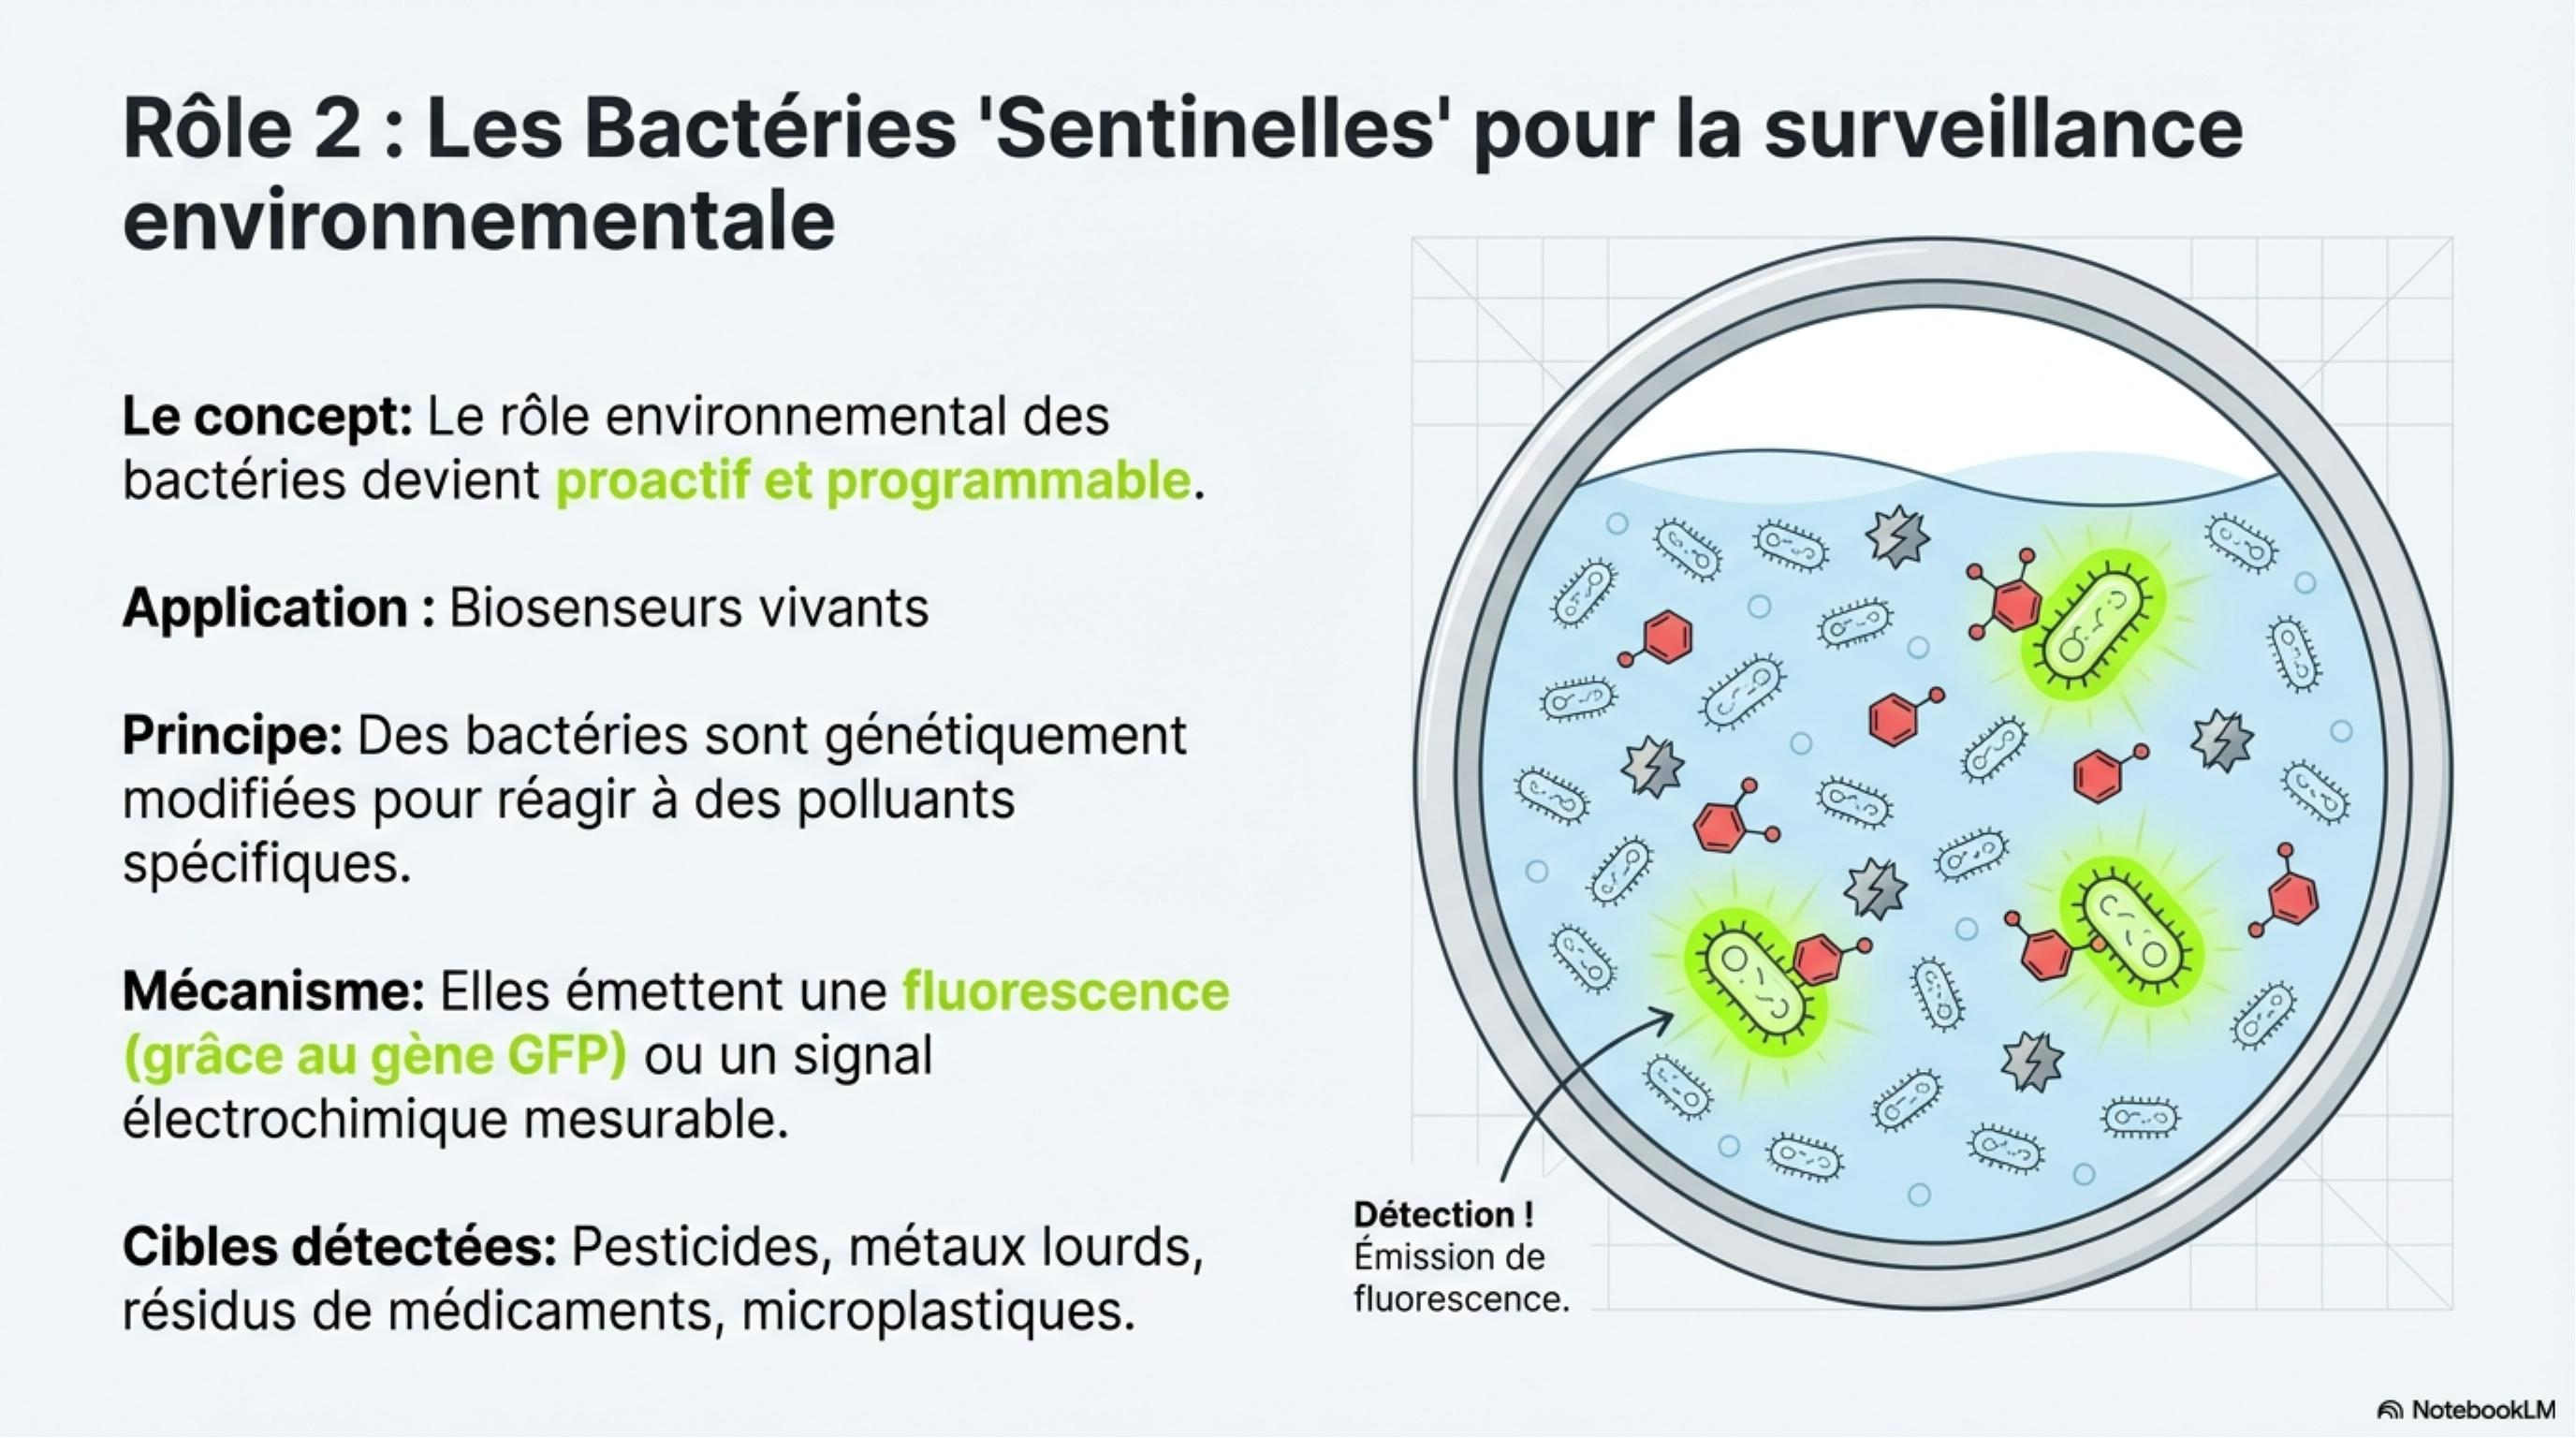 Rôle 2 : Les Bactéries 'Sentinelles' pour la surveillance
environnementale
Le concept: Le rôle environnemental des
bactéries devient proactif et programmable.
Application : Biosenseurs vivants
Principe: Des bactéries sont génétiquement
modifiées pour réagir à des polluants
spécifiques.
Mécanisme: Elles émettent une fluorescence
(grâce au gène GFP) ou un signal
électrochimique mesurable.
Cibles détectées: Pesticides, métaux lourds,
résidus de médicaments, microplastiques.
Détection !
Émission de
fluorescence.
NotebookLM